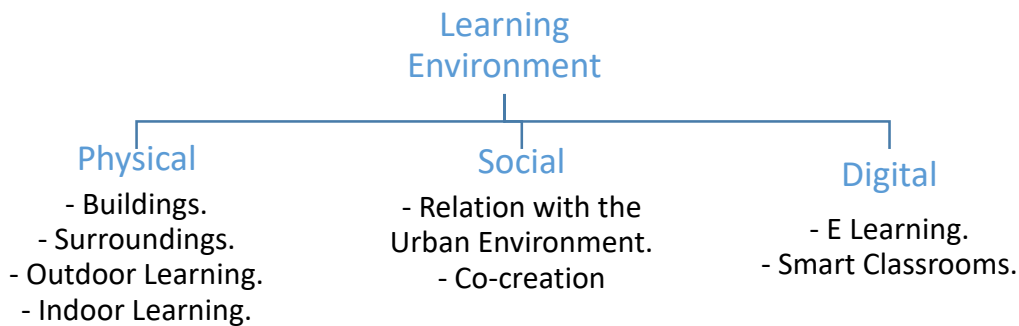 Learning
Environment
Physical
- Buildings.
- Surroundings.
- Outdoor Learning.
- Indoor Learning.
Social
- Relation with the
Urban Environment.
- Co-creation
Digital
- E Learning.
- Smart Classrooms.